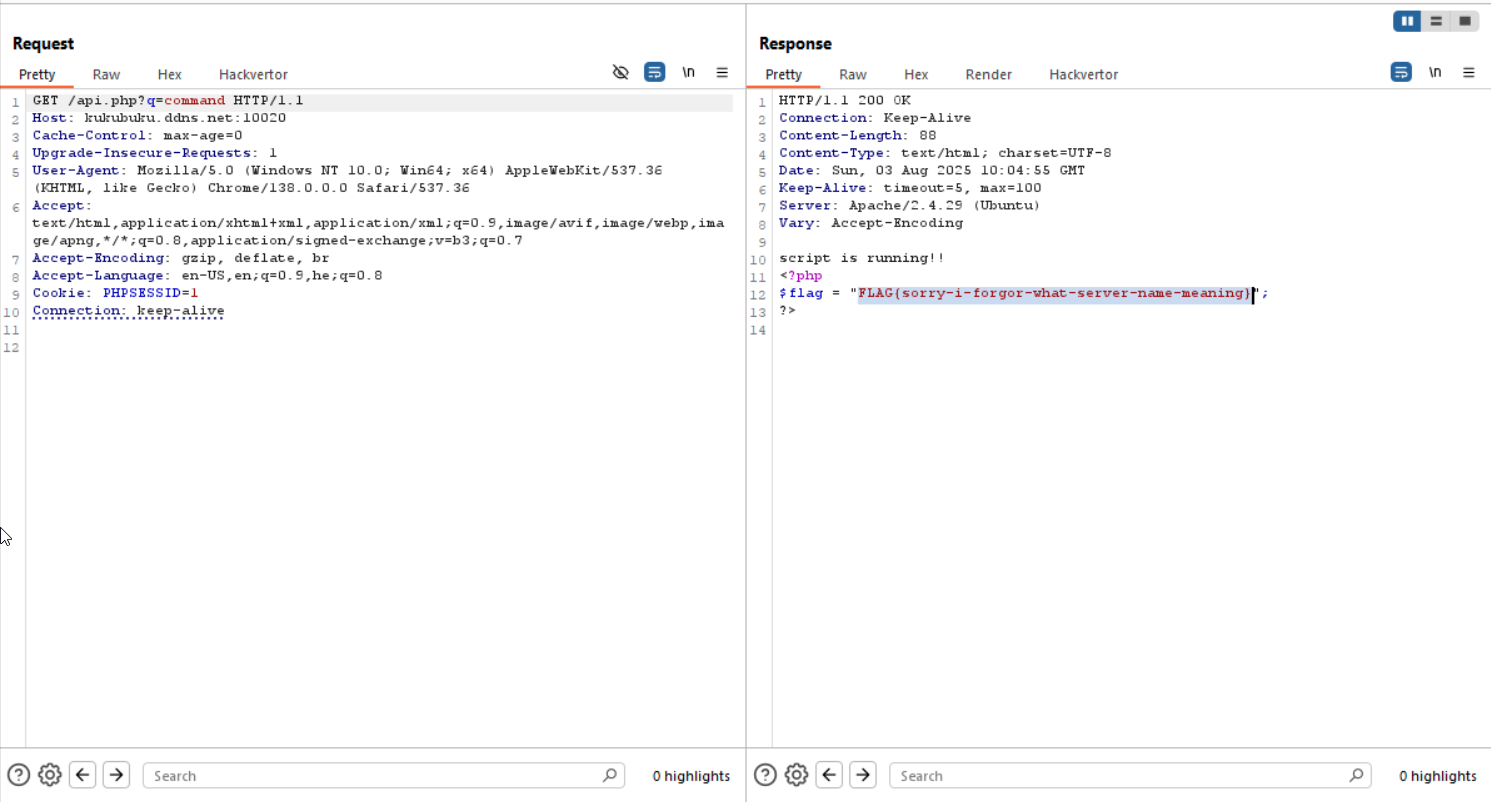 Request
Pretty Raw Hex Hackvertor \n
1 GET /api.php?q=command HTTP/1.1
2 Host: kukubuku.ddns.net:10020
3 Cache-Control: max-age=0
4 Upgrade-Insecure-Requests: 1
5 User-Agent: Mozilla/5.0 (Windows NT 10.0; Win64; x64) AppleWebKit/537.36
(KHTML, like Gecko) Chrome/138.0.0.0 Safari/537.36
6 Accept:
text/html,application/xhtml+xml,application/xml;q=0.9,image/avif,image/webp,ima
ge/apng,*/*;q=0.8,application/signed-exchange;v=b3;q=0.7
7 Accept-Encoding: gzip, deflate, br
8 Accept-Language: en-US,en;q=0.9,he;q=0.8
9 Cookie: PHPSESSID=1
10 Connection: keep-alive
11
12
Search 0 highlights
Response
Pretty Raw Hex Render Hackvertor \n
1 HTTP/1.1 200 OK
2 Connection: Keep-Alive
3 Content-Length: 88
4 Content-Type: text/html; charset=UTF-8
5 Date: Sun, 03 Aug 2025 10:04:55 GMT
6 Keep-Alive: timeout=5, max=100
7 Server: Apache/2.4.29 (Ubuntu)
8 Vary: Accept-Encoding
9
10 script is running!!
11 <?php
12 $flag = "FLAG{sorry-i-forgor-what-server-name-meaning}";
13 ?>
14
Search 0 highlights